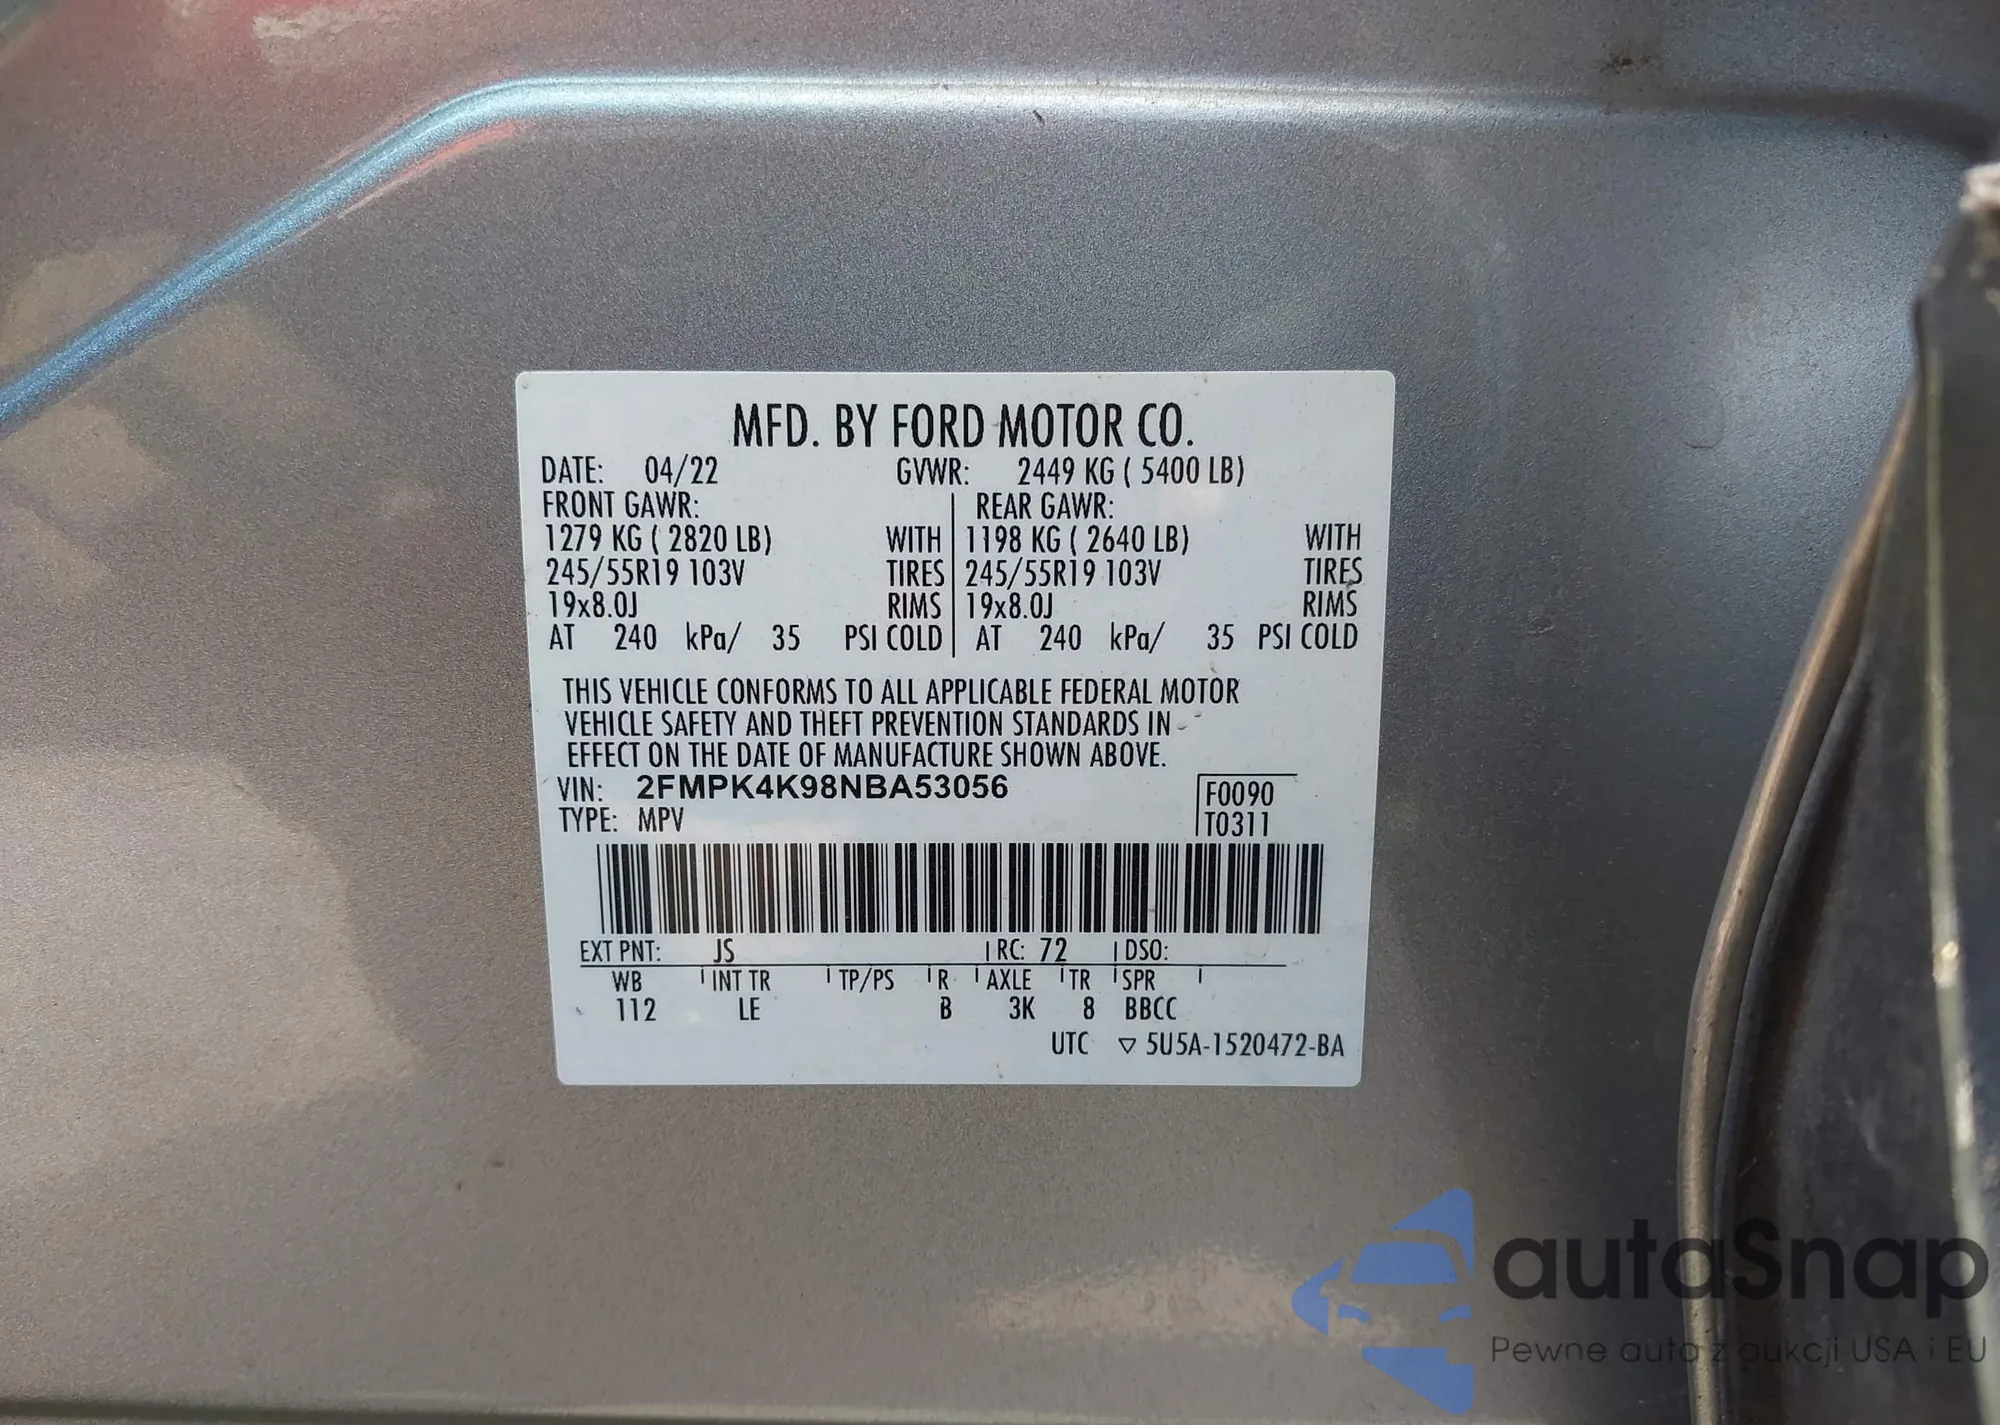 MFD. BY FORD MOTOR CO.
DATE: 04/22 GVWR: 2449 KG ( 5400 LB)
FRONT GAWR: REAR GAWR:
1279 KG ( 2820 LB) WITH 1198 KG ( 2640 LB) WITH
245/55R19 103V TIRES 245/55R19 103V TIRES
19x8.0J RIMS 19x8.0J RIMS
AT 240 kPa/ 35 PSI COLD AT 240 kPa/ 35 PSI COLD
THIS VEHICLE CONFORMS TO ALL APPLICABLE FEDERAL MOTOR
VEHICLE SAFETY AND THEFT PREVENTION STANDARDS IN
EFFECT ON THE DATE OF MANUFACTURE SHOWN ABOVE.
VIN: 2FMPK4K98NBA53056 F0090
TYPE: MPV T0311
EXT PNT: JS RC: 72 DSO:
WB INT TR TP/PS R AXLE TR SPR
112 LE B 3K 8 BBCC
UTC ▽ 5U5A-1520472-BA
autaSnap
Pewne auto z aukcji USA i EU